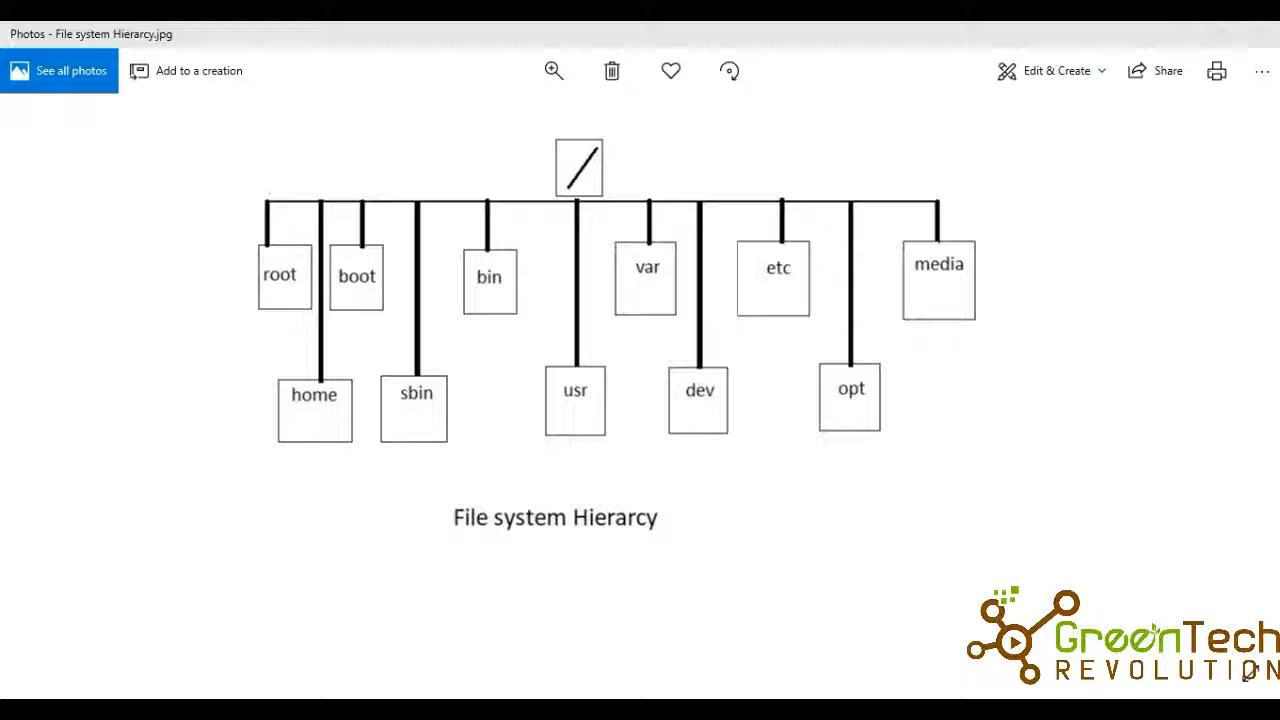 Photos - File system Hierarcy.jpg
See all photos
Add to a creation
Edit & Create
Share
/
root
boot
bin
var
etc
media
home
sbin
usr
dev
opt
File system Hierarcy
GreenTech
REVOLUTION